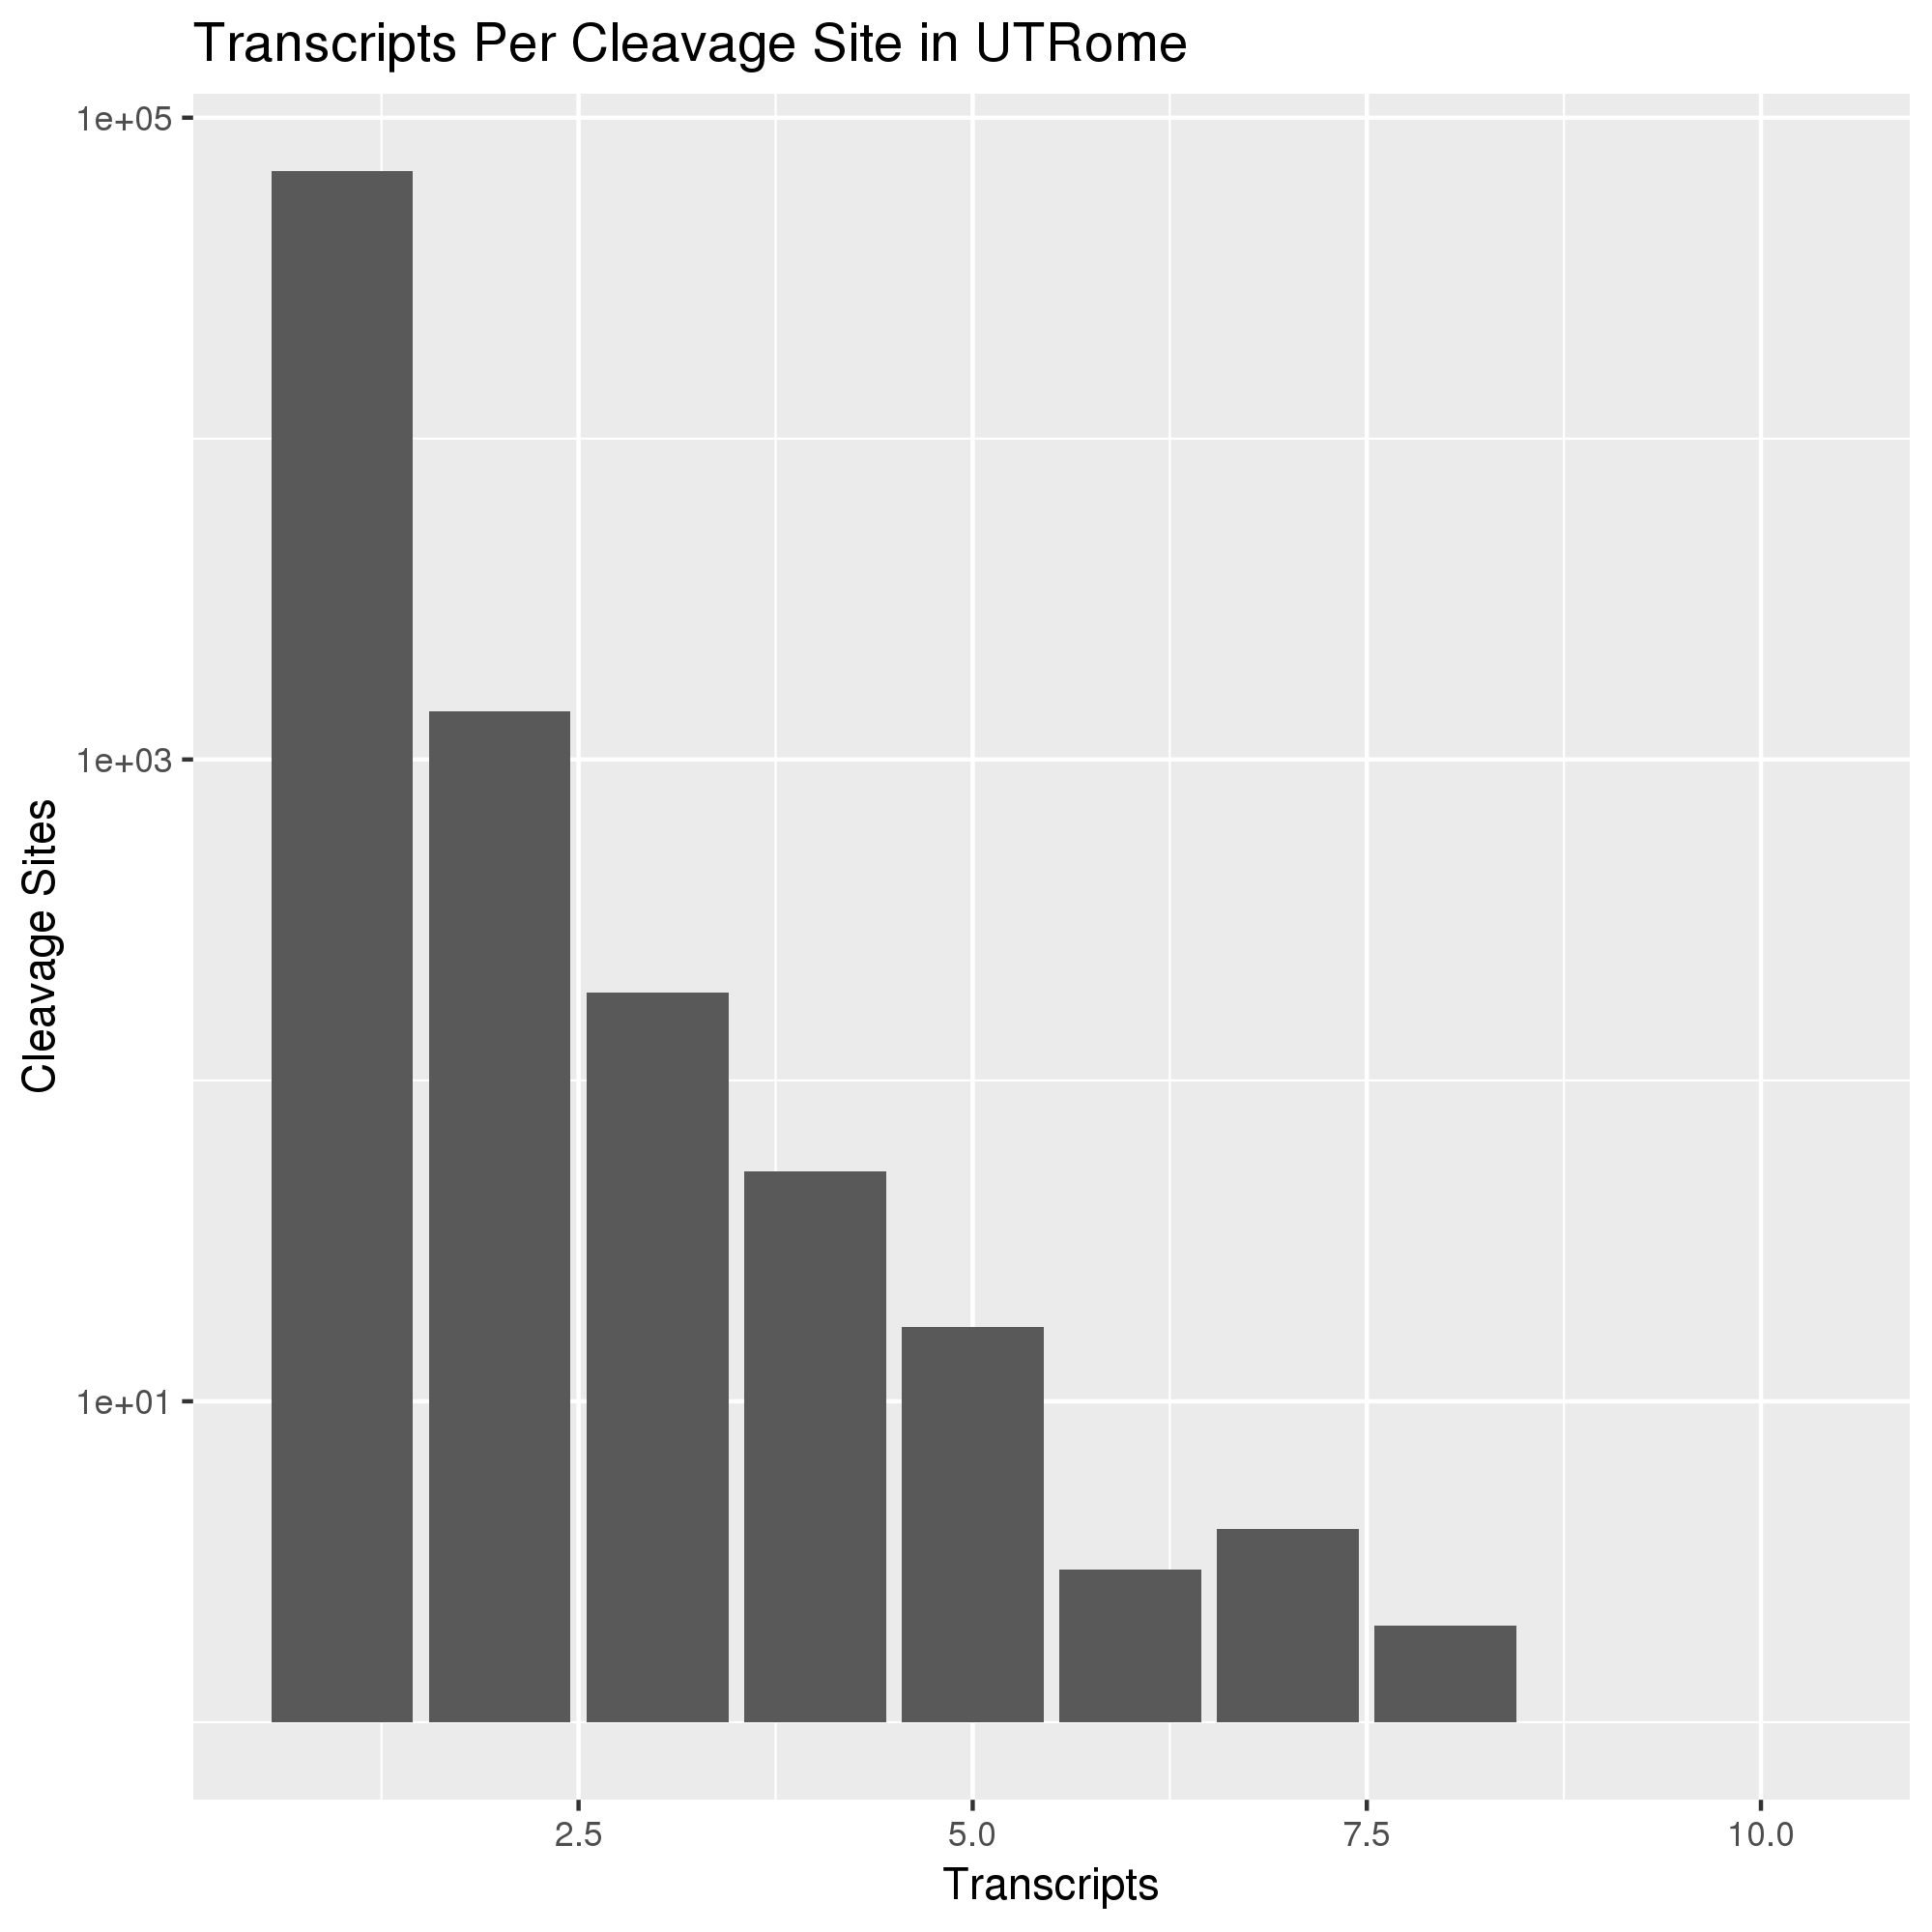 Transcripts Per Cleavage Site in UTRome
1e+05
1e+03
1e+01
Cleavage Sites
2.5
5.0
7.5
10.0
Transcripts